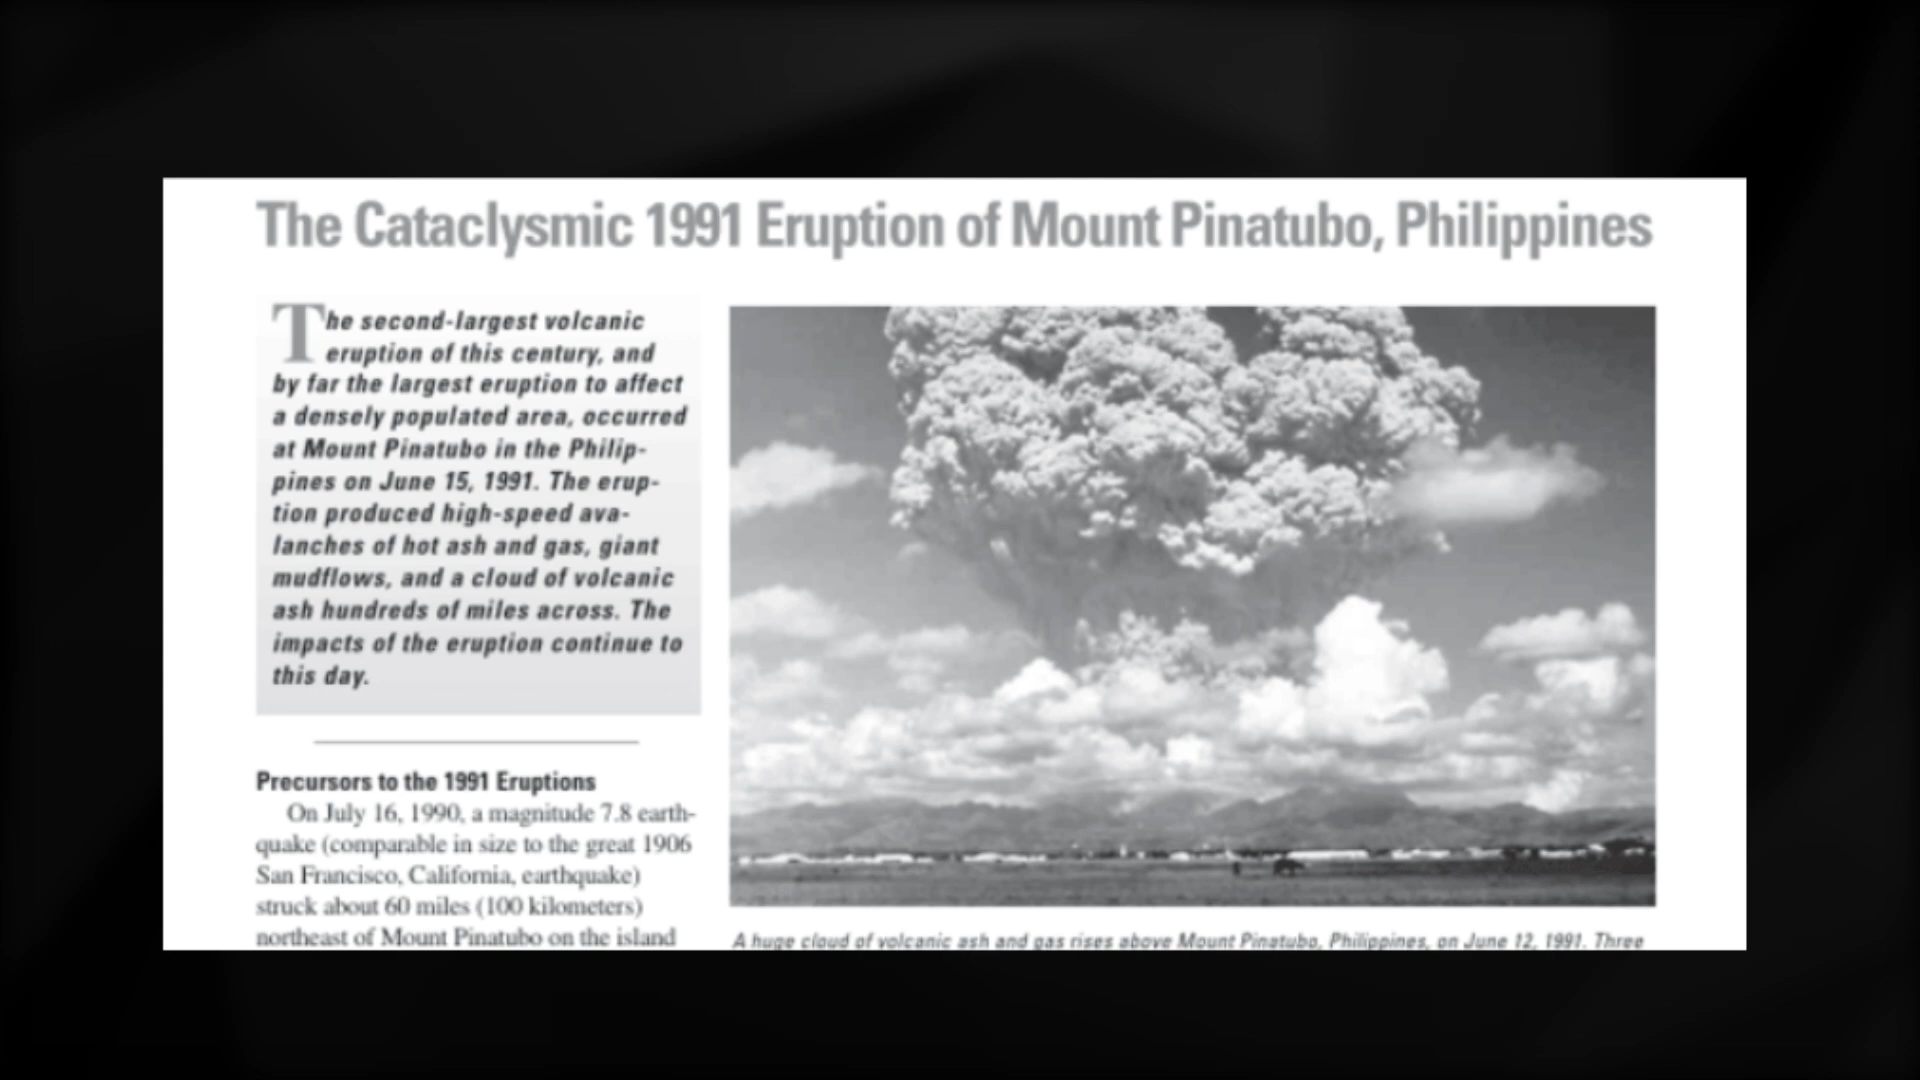 The Cataclysmic 1991 Eruption of Mount Pinatubo, Philippines
The second-largest volcanic
eruption of this century, and
by far the largest eruption to affect
a densely populated area, occurred
at Mount Pinatubo in the Philip-
pines on June 15, 1991. The erup-
tion produced high-speed ava-
lanches of hot ash and gas, giant
mudflows, and a cloud of volcanic
ash hundreds of miles across. The
impacts of the eruption continue to
this day.
Precursors to the 1991 Eruptions
On July 16, 1990, a magnitude 7.8 earth-
quake (comparable in size to the great 1906
San Francisco, California, earthquake)
struck about 60 miles (100 kilometers)
northeast of Mount Pinatubo on the island
A huge cloud of volcanic ash and gas rises above Mount Pinatubo, Philippines, on June 12, 1991. Three